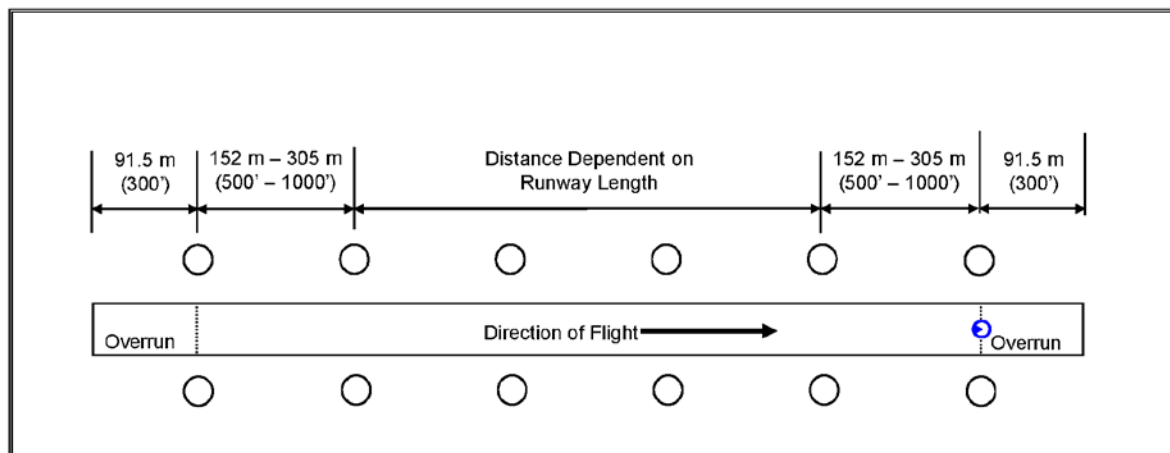 91.5 m
(300')
152 m – 305 m
(500' – 1000')
Distance Dependent on
Runway Length
152 m – 305 m
(500' – 1000')
91.5 m
(300')
Overrun
Direction of Flight
Overrun